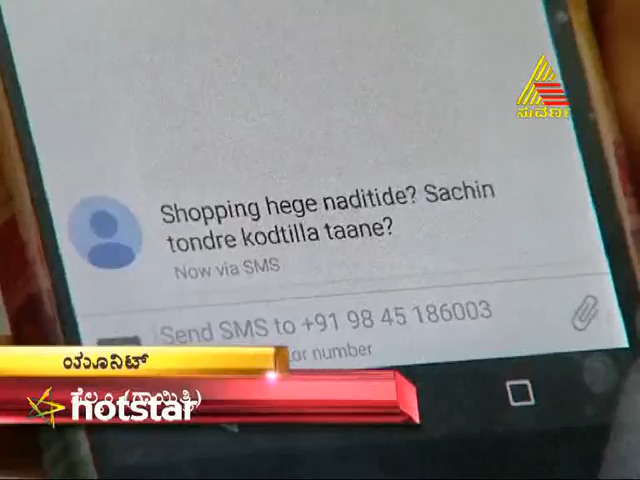 ಸುವರ್ಣ
Shopping hege naditide? Sachin
tondre kodtilla taane?
Now via SMS
Send SMS to +91 98 45 186003
or number
ಯೂನಿಟ್
hotstar